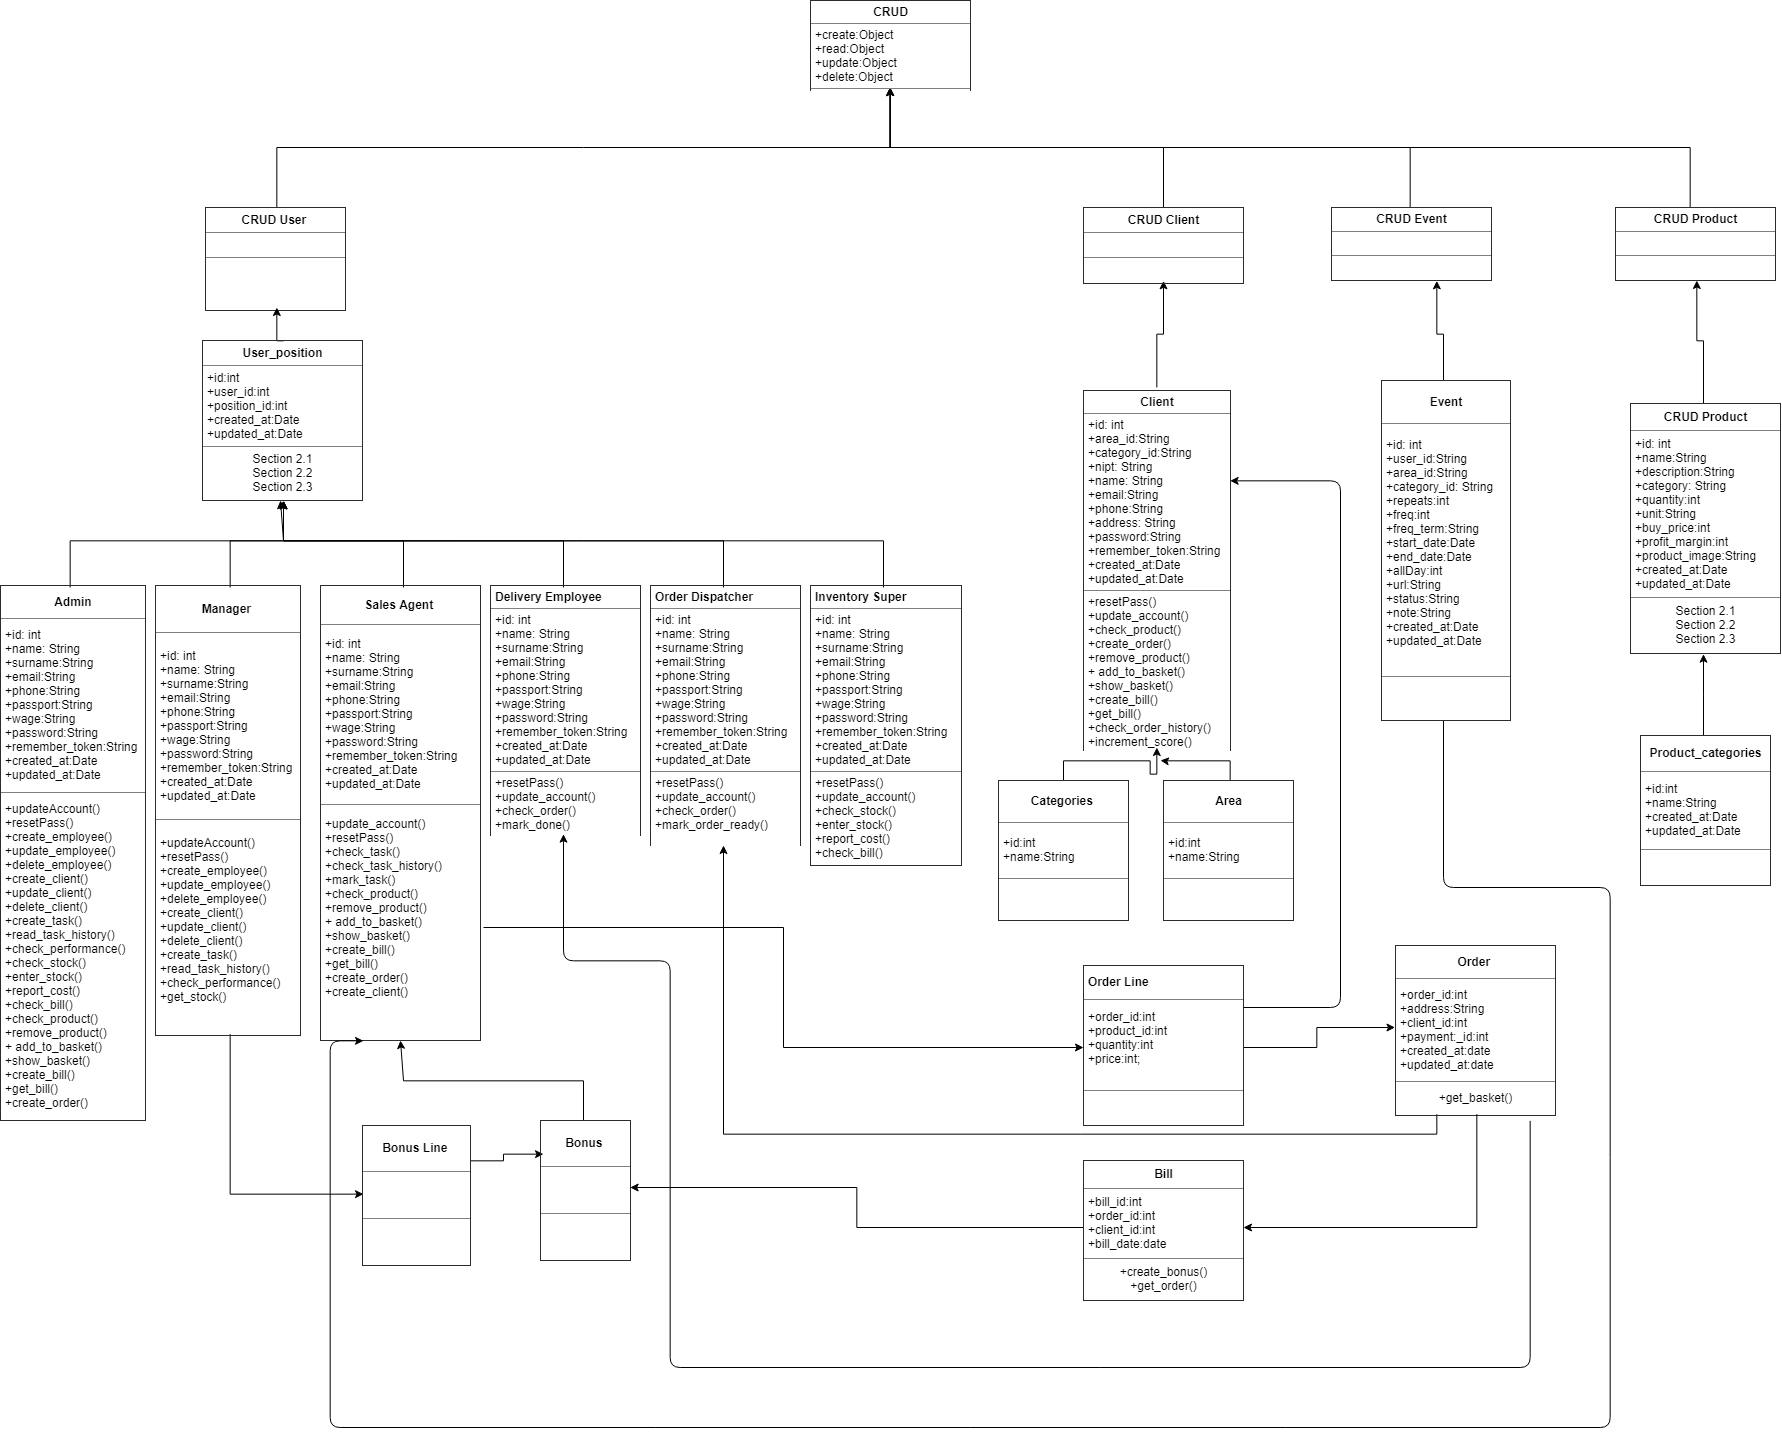 CRUD
+create:Object
+read:Object
+update:Object
+delete:Object
CRUD User
CRUD Client
CRUD Event
CRUD Product
User_position
+id:int
+user_id:int
+position_id:int
+created_at:Date
+updated_at:Date
Section 2.1
Section 2.2
Section 2.3
Client
+id: int
+area_id:String
+category_id:String
+nipt: String
+name: String
+email:String
+phone:String
+address: String
+password:String
+remember_token:String
+created_at:Date
+updated_at:Date
+resetPass()
+update_account()
+check_product()
+create_order()
+remove_product()
+ add_to_basket()
+show_basket()
+create_bill()
+get_bill()
+check_order_history()
+increment_score()
Event
+id: int
+user_id:String
+area_id:String
+category_id: String
+repeats:int
+freq:int
+freq_term:String
+start_date:Date
+end_date:Date
+allDay:int
+url:String
+status:String
+note:String
+created_at:Date
+updated_at:Date
CRUD Product
+id: int
+name:String
+description:String
+category: String
+quantity:int
+unit:String
+buy_price:int
+profit_margin:int
+product_image:String
+created_at:Date
+updated_at:Date
Section 2.1
Section 2.2
Section 2.3
Admin
+id: int
+name: String
+surname:String
+email:String
+phone:String
+passport:String
+wage:String
+password:String
+remember_token:String
+created_at:Date
+updated_at:Date
+updateAccount()
+resetPass()
+create_employee()
+update_employee()
+delete_employee()
+create_client()
+update_client()
+delete_client()
+create_task()
+read_task_history()
+check_performance()
+check_stock()
+enter_stock()
+report_cost()
+check_bill()
+check_product()
+remove_product()
+ add_to_basket()
+show_basket()
+create_bill()
+get_bill()
+create_order()
Manager
+id: int
+name: String
+surname:String
+email:String
+phone:String
+passport:String
+wage:String
+password:String
+remember_token:String
+created_at:Date
+updated_at:Date
+updateAccount()
+resetPass()
+create_employee()
+update_employee()
+delete_employee()
+create_client()
+update_client()
+delete_client()
+create_task()
+read_task_history()
+check_performance()
+get_stock()
Sales Agent
+id: int
+name: String
+surname:String
+email:String
+phone:String
+passport:String
+wage:String
+password:String
+remember_token:String
+created_at:Date
+updated_at:Date
+update_account()
+resetPass()
+check_task()
+check_task_history()
+mark_task()
+check_product()
+remove_product()
+ add_to_basket()
+show_basket()
+create_bill()
+get_bill()
+create_order()
+create_client()
Delivery Employee
+id: int
+name: String
+surname:String
+email:String
+phone:String
+passport:String
+wage:String
+password:String
+remember_token:String
+created_at:Date
+updated_at:Date
+resetPass()
+update_account()
+check_order()
+mark_done()
Order Dispatcher
+id: int
+name: String
+surname:String
+email:String
+phone:String
+passport:String
+wage:String
+password:String
+remember_token:String
+created_at:Date
+updated_at:Date
+resetPass()
+update_account()
+check_order()
+mark_order_ready()
Inventory Super
+id: int
+name: String
+surname:String
+email:String
+phone:String
+passport:String
+wage:String
+password:String
+remember_token:String
+created_at:Date
+updated_at:Date
+resetPass()
+update_account()
+check_stock()
+enter_stock()
+report_cost()
+check_bill()
Categories
+id:int
+name:String
Area
+id:int
+name:String
Product_categories
+id:int
+name:String
+created_at:Date
+updated_at:Date
Order Line
+order_id:int
+product_id:int
+quantity:int
+price:int;
Order
+order_id:int
+address:String
+client_id:int
+payment:_id:int
+created_at:date
+updated_at:date
+get_basket()
Bonus Line
Bonus
Bill
+bill_id:int
+order_id:int
+client_id:int
+bill_date:date
+create_bonus()
+get_order()